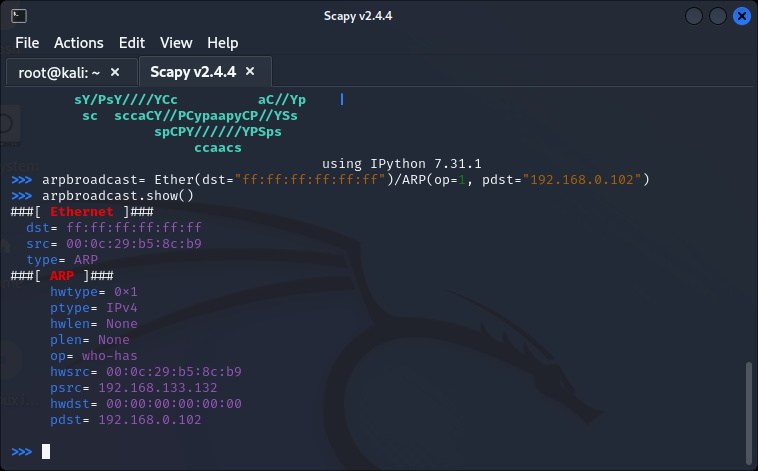 Scapy v2.4.4
File Actions Edit View Help
root@kali: ~ × Scapy v2.4.4 ×
sY/PsY////YCc aC//Yp |
sc sccaCY//PCypaapyCP//YSs
spCPY//////YPSps
ccaacs
using IPython 7.31.1
>>> arpbroadcast= Ether(dst="ff:ff:ff:ff:ff:ff")/ARP(op=1, pdst="192.168.0.102")
>>> arpbroadcast.show()
###[ Ethernet ]###
dst= ff:ff:ff:ff:ff:ff
src= 00:0c:29:b5:8c:b9
type= ARP
###[ ARP ]###
hwtype= 0×1
ptype= IPv4
hwlen= None
plen= None
op= who-has
hwsrc= 00:0c:29:b5:8c:b9
psrc= 192.168.133.132
hwdst= 00:00:00:00:00:00
pdst= 192.168.0.102
>>>